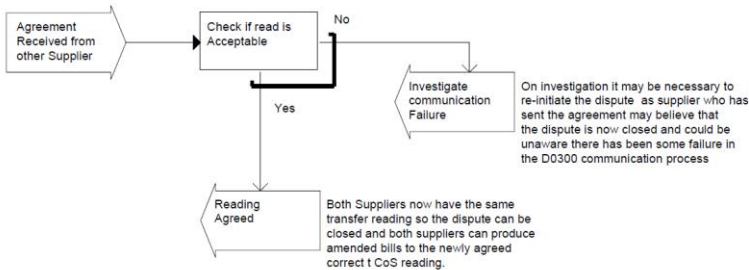 No
Agreement
Received from
other Supplier
Check if read is
Acceptable
Investigate
communication
Failure
On investigation it may be necessary to
re-initiate the dispute as supplier who has
sent the agreement may believe that
the dispute is now closed and could be
unaware there has been some failure in
the D0300 communication process
Yes
Reading
Agreed
Both Suppliers now have the same
transfer reading so the dispute can be
closed and both suppliers can produce
amended bills to the newly agreed
correct t CoS reading.